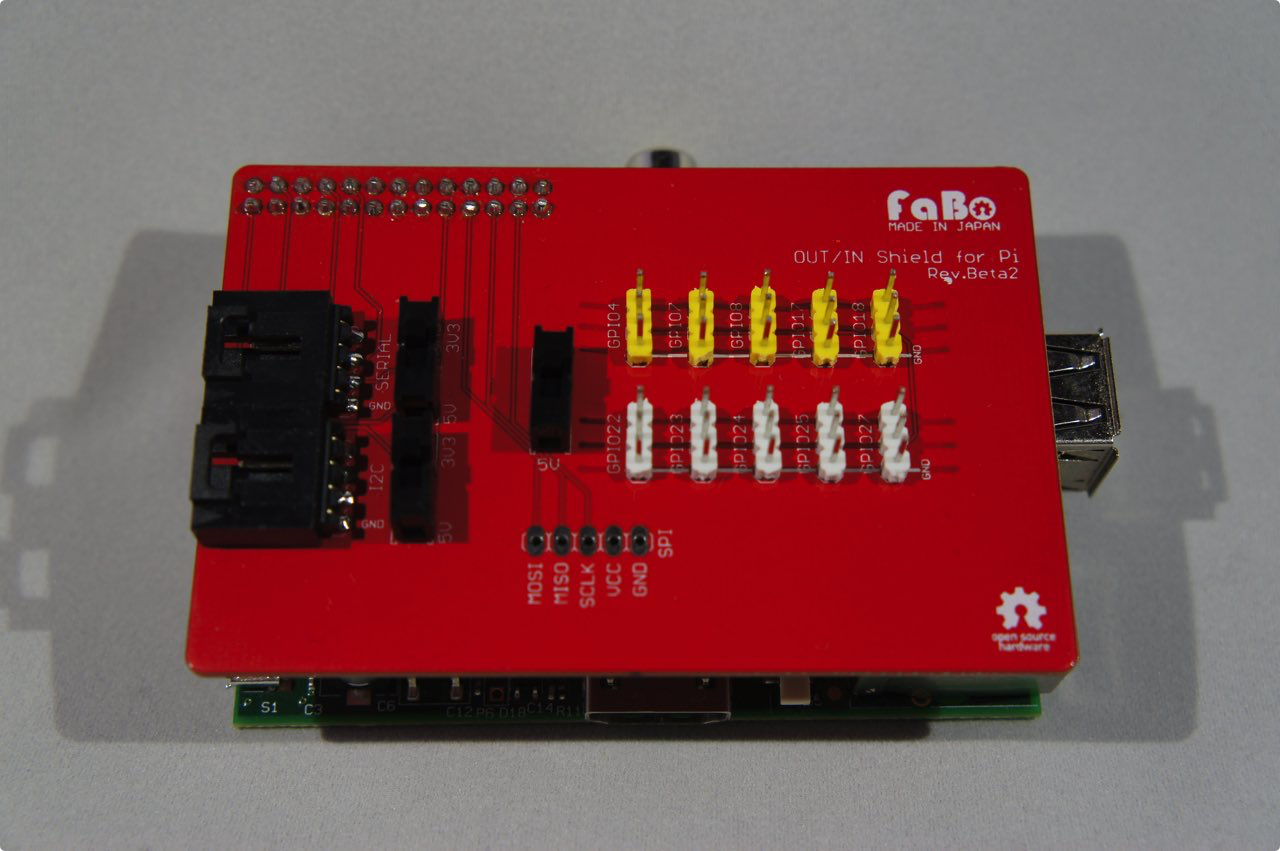 FaBo
MADE IN JAPAN
OUT/IN Shield for Pi
Rev.Beta2
GPIO4
GPIO7
GPIO8
GPIO17
GPIO18
GND
SERIAL
GND
3V3
5V
I2C
GND
3V3
5V
5V
GPIO22
GPIO23
GPIO24
GPIO25
GPIO27
GND
MOSI
MISO
SCLK
VCC
GND
SPI
open source
hardware
S1
C3
C6
C12
P6
D18
C14
R11